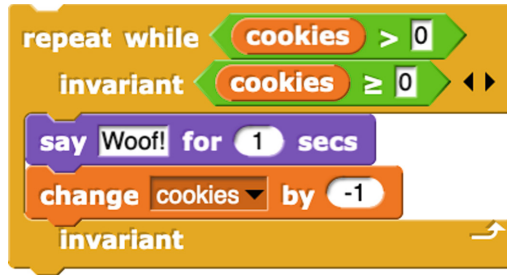 repeat while cookies > 0
invariant cookies ≥ 0
say Woof! for 1 secs
change cookies by -1
invariant